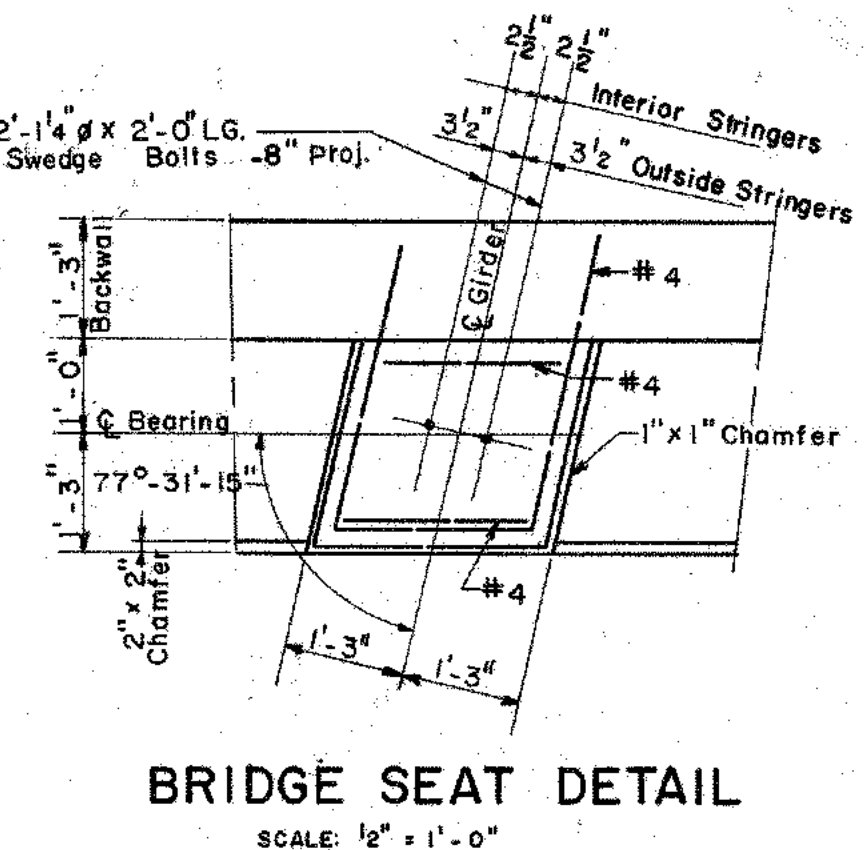 2½" 2½"
Interior Stringers
2'-1¼" ø x 2'-0" LG.
Swedge Bolts -8" Proj.
3½"
3½" Outside Stringers
1'-3"
Backwall
℄ Girder
#4
1'-0"
#4
℄ Bearing
1"x1" Chamfer
1'-3"
77°-31'-15"
2" x 2"
Chamfer
#4
1'-3"
1'-3"
BRIDGE SEAT DETAIL
SCALE: ½" = 1'-0"